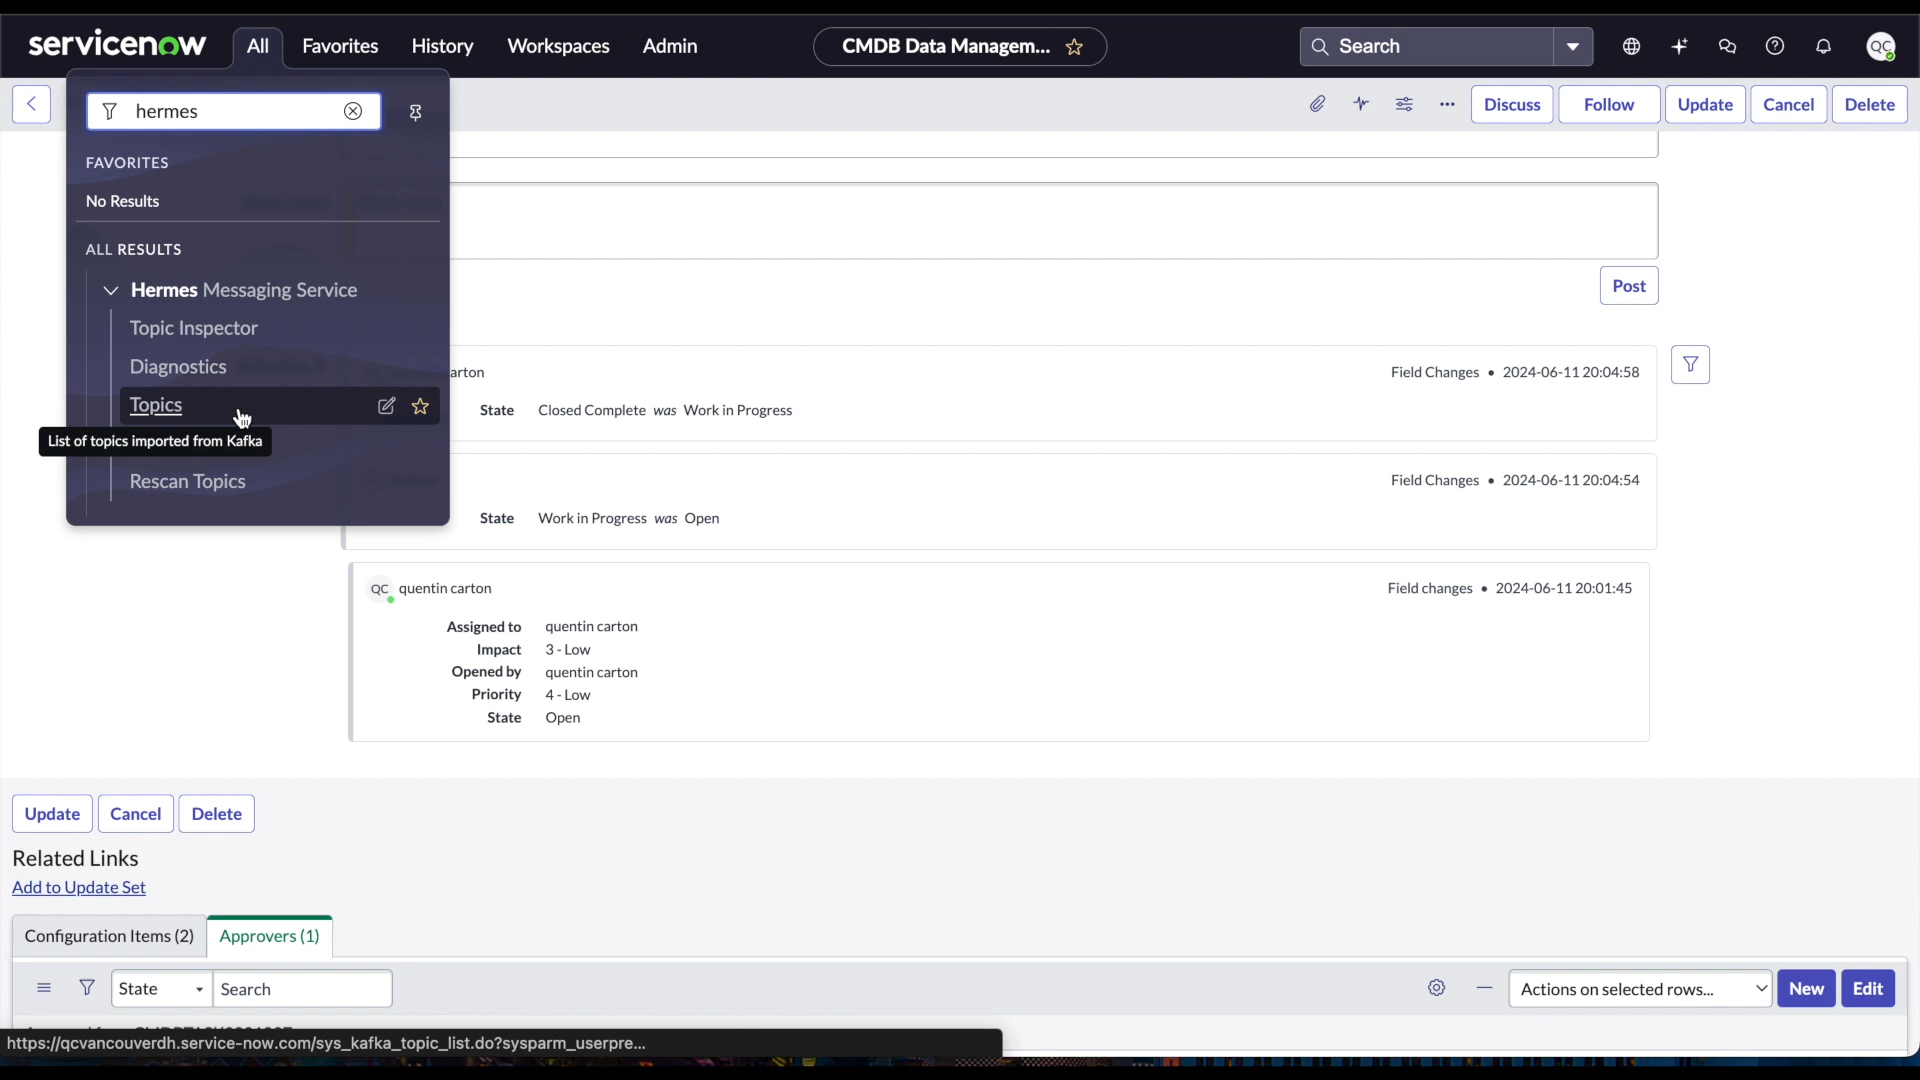 servicenow
All
Favorites
History
Workspaces
Admin
CMDB Data Managem...
Search
QC
hermes
Discuss
Follow
Update
Cancel
Delete
FAVORITES
No Results
ALL RESULTS
Hermes Messaging Service
Topic Inspector
Diagnostics
Topics
List of topics imported from Kafka
Rescan Topics
Post
arton
Field Changes • 2024-06-11 20:04:58
State Closed Complete was Work in Progress
Field Changes • 2024-06-11 20:04:54
State Work in Progress was Open
QC quentin carton
Field changes • 2024-06-11 20:01:45
Assigned to quentin carton
Impact 3 - Low
Opened by quentin carton
Priority 4 - Low
State Open
Update
Cancel
Delete
Related Links
Add to Update Set
Configuration Items (2)
Approvers (1)
State
Search
Actions on selected rows...
New
Edit
https://qcvancouverdh.service-now.com/sys_kafka_topic_list.do?sysparm_userpre...